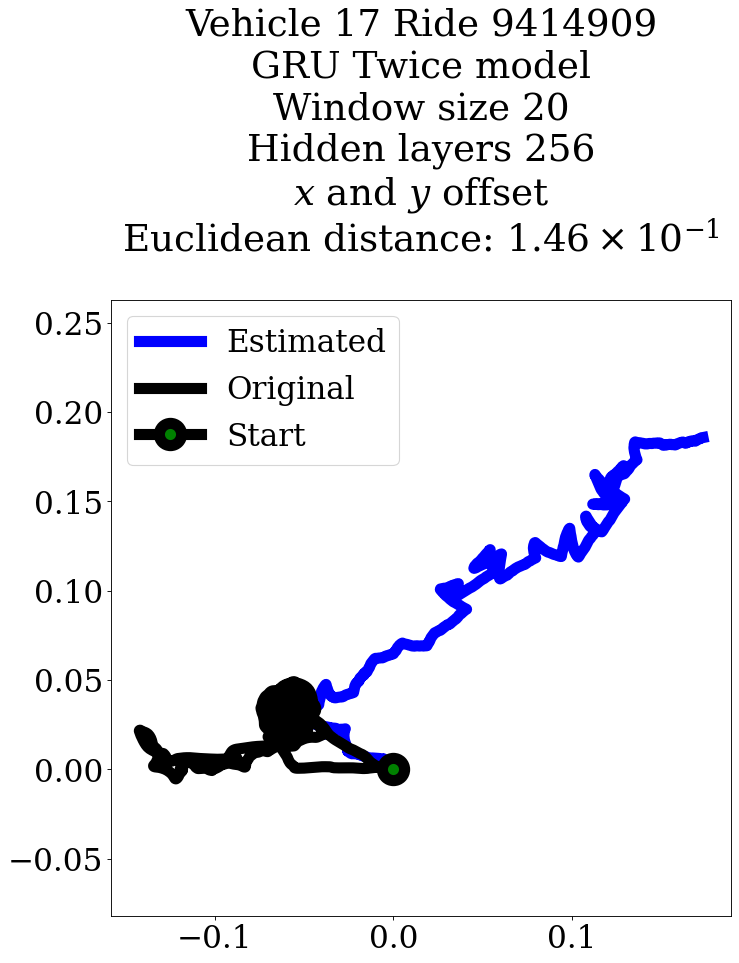 Vehicle 17 Ride 9414909
GRU Twice model
Window size 20
Hidden layers 256
x and y offset
Euclidean distance: 1.46 × 10⁻¹
0.25
0.20
0.15
0.10
0.05
0.00
−0.05
Estimated
Original
Start
−0.1
0.0
0.1